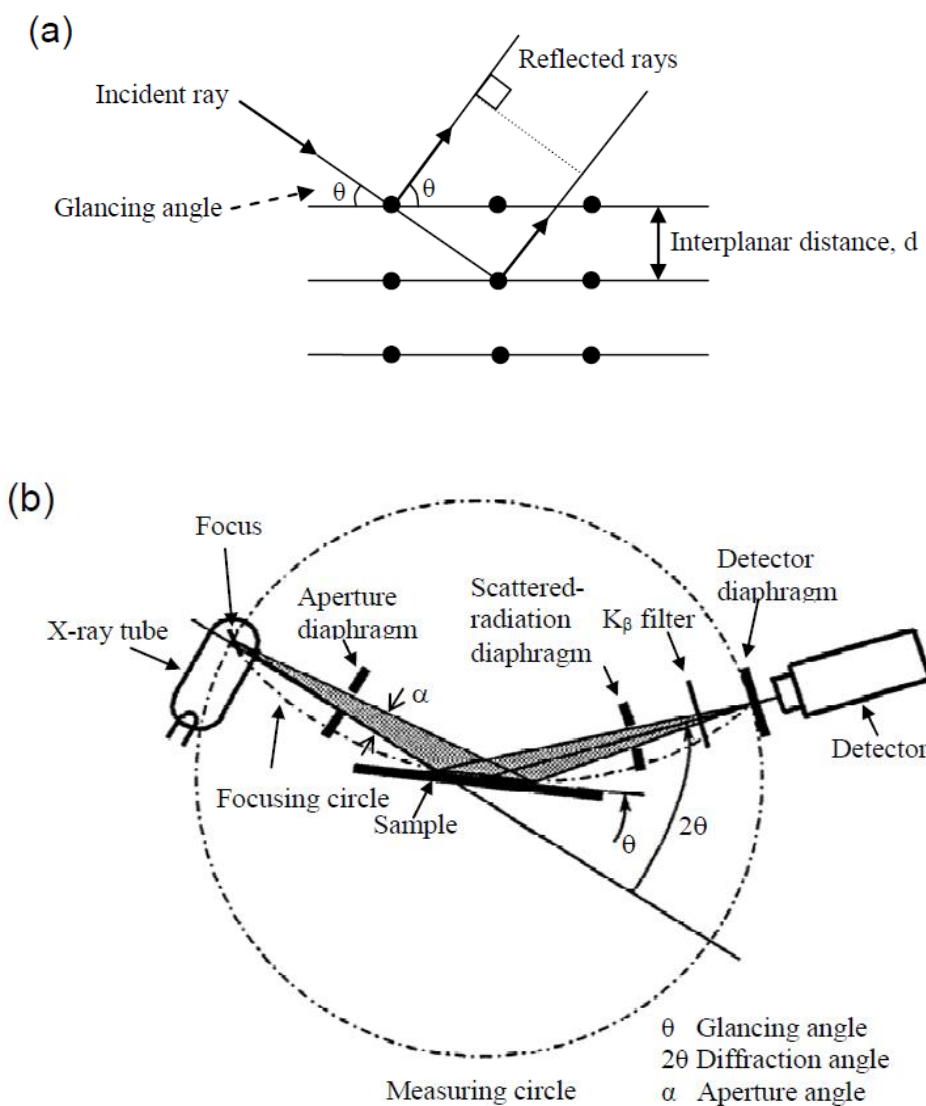 (a)
Reflected rays
Incident ray
θ
θ
Glancing angle
Interplanar distance, d
(b)
Focus
Detector
diaphragm
Scattered-
radiation
diaphragm
Aperture
diaphragm
K_β filter
X-ray tube
α
Detector
Focusing circle
Sample
2θ
θ
θ Glancing angle
2θ Diffraction angle
α Aperture angle
Measuring circle